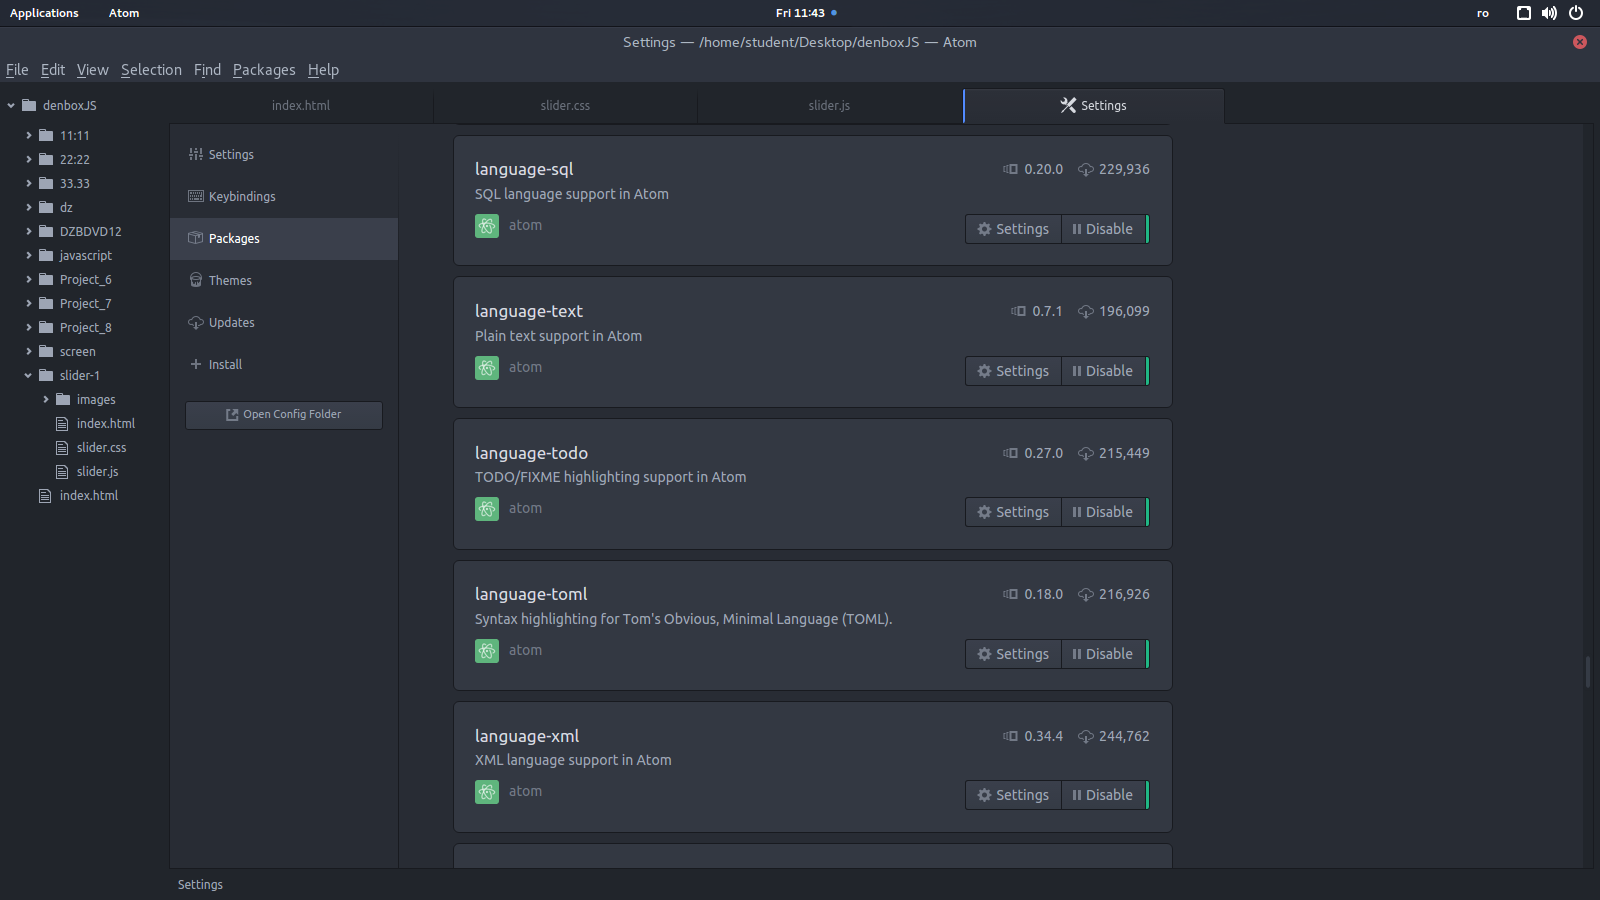 Applications Atom Fri 11:43 ro
Settings — /home/student/Desktop/denboxJS — Atom
File Edit View Selection Find Packages Help
denboxJS
11:11
22:22
33.33
dz
DZBDVD12
javascript
Project_6
Project_7
Project_8
screen
slider-1
images
index.html
slider.css
slider.js
index.html
index.html slider.css slider.js Settings
Settings
Keybindings
Packages
Themes
Updates
Install
Open Config Folder
language-sql 0.20.0 229,936
SQL language support in Atom
atom Settings Disable
language-text 0.7.1 196,099
Plain text support in Atom
atom Settings Disable
language-todo 0.27.0 215,449
TODO/FIXME highlighting support in Atom
atom Settings Disable
language-toml 0.18.0 216,926
Syntax highlighting for Tom's Obvious, Minimal Language (TOML).
atom Settings Disable
language-xml 0.34.4 244,762
XML language support in Atom
atom Settings Disable
Settings